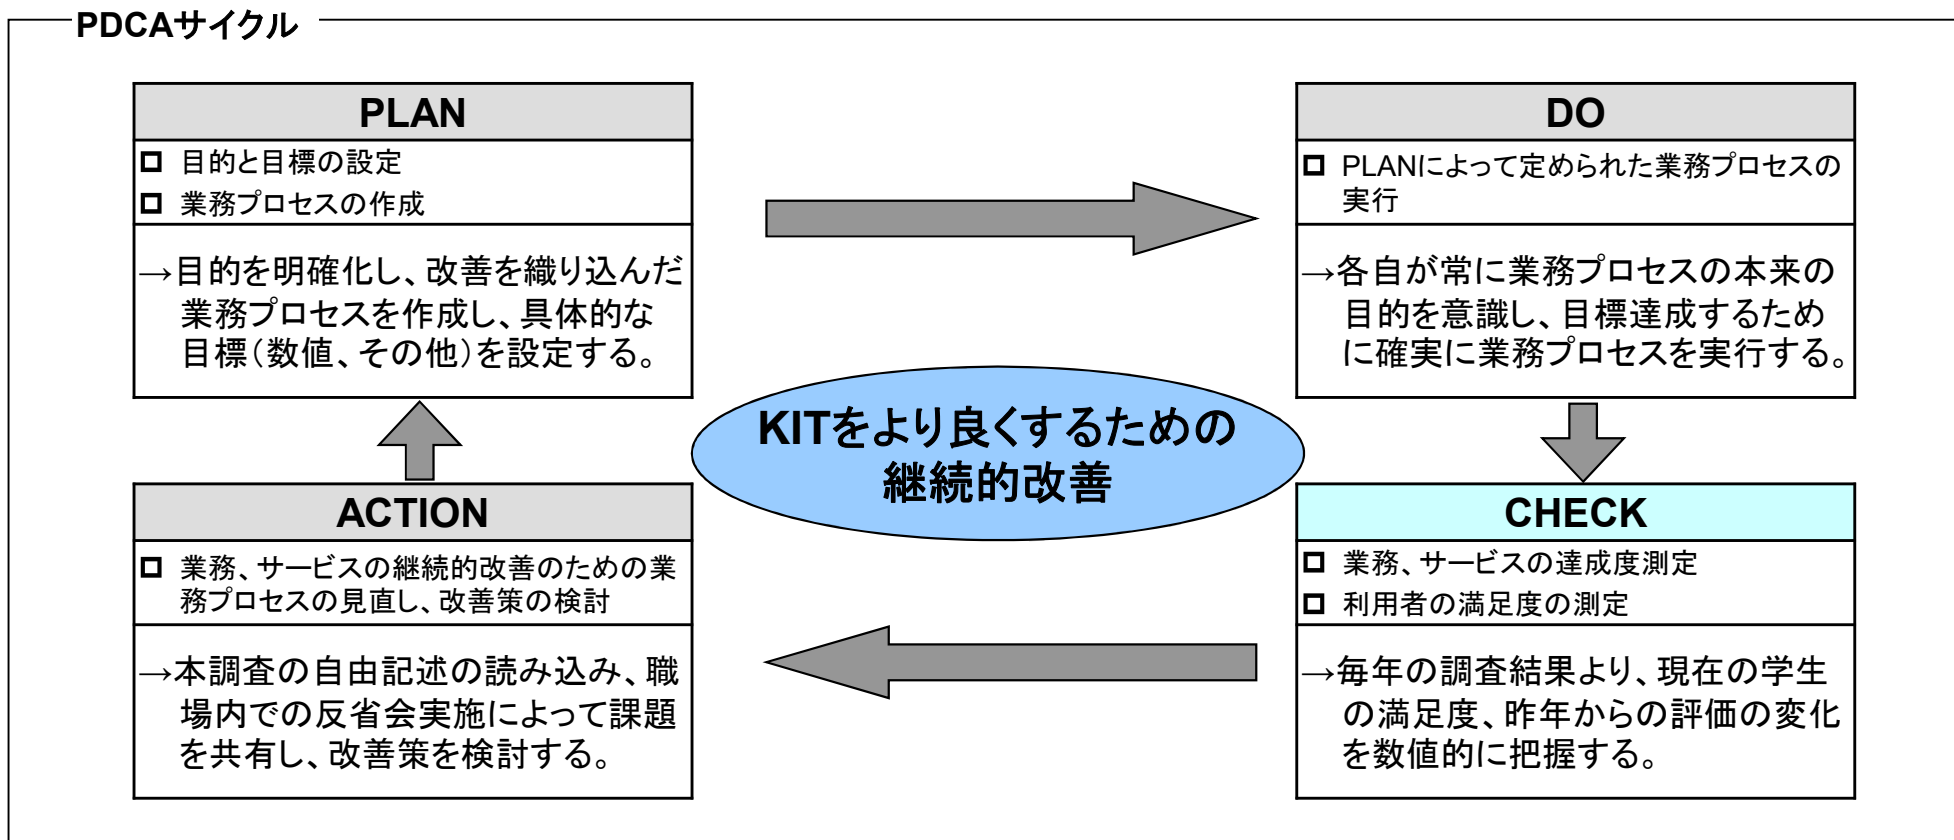 PDCAサイクル
PLAN
□ 目的と目標の設定
□ 業務プロセスの作成
→目的を明確化し、改善を織り込んだ
業務プロセスを作成し、具体的な
目標（数値、その他）を設定する。
DO
□ PLANによって定められた業務プロセスの
実行
→各自が常に業務プロセスの本来の
目的を意識し、目標達成するため
に確実に業務プロセスを実行する。
KITをより良くするための
継続的改善
ACTION
□ 業務、サービスの継続的改善のための業
務プロセスの見直し、改善策の検討
→本調査の自由記述の読み込み、職
場内での反省会実施によって課題
を共有し、改善策を検討する。
CHECK
□ 業務、サービスの達成度測定
□ 利用者の満足度の測定
→毎年の調査結果より、現在の学生
の満足度、昨年からの評価の変化
を数値的に把握する。